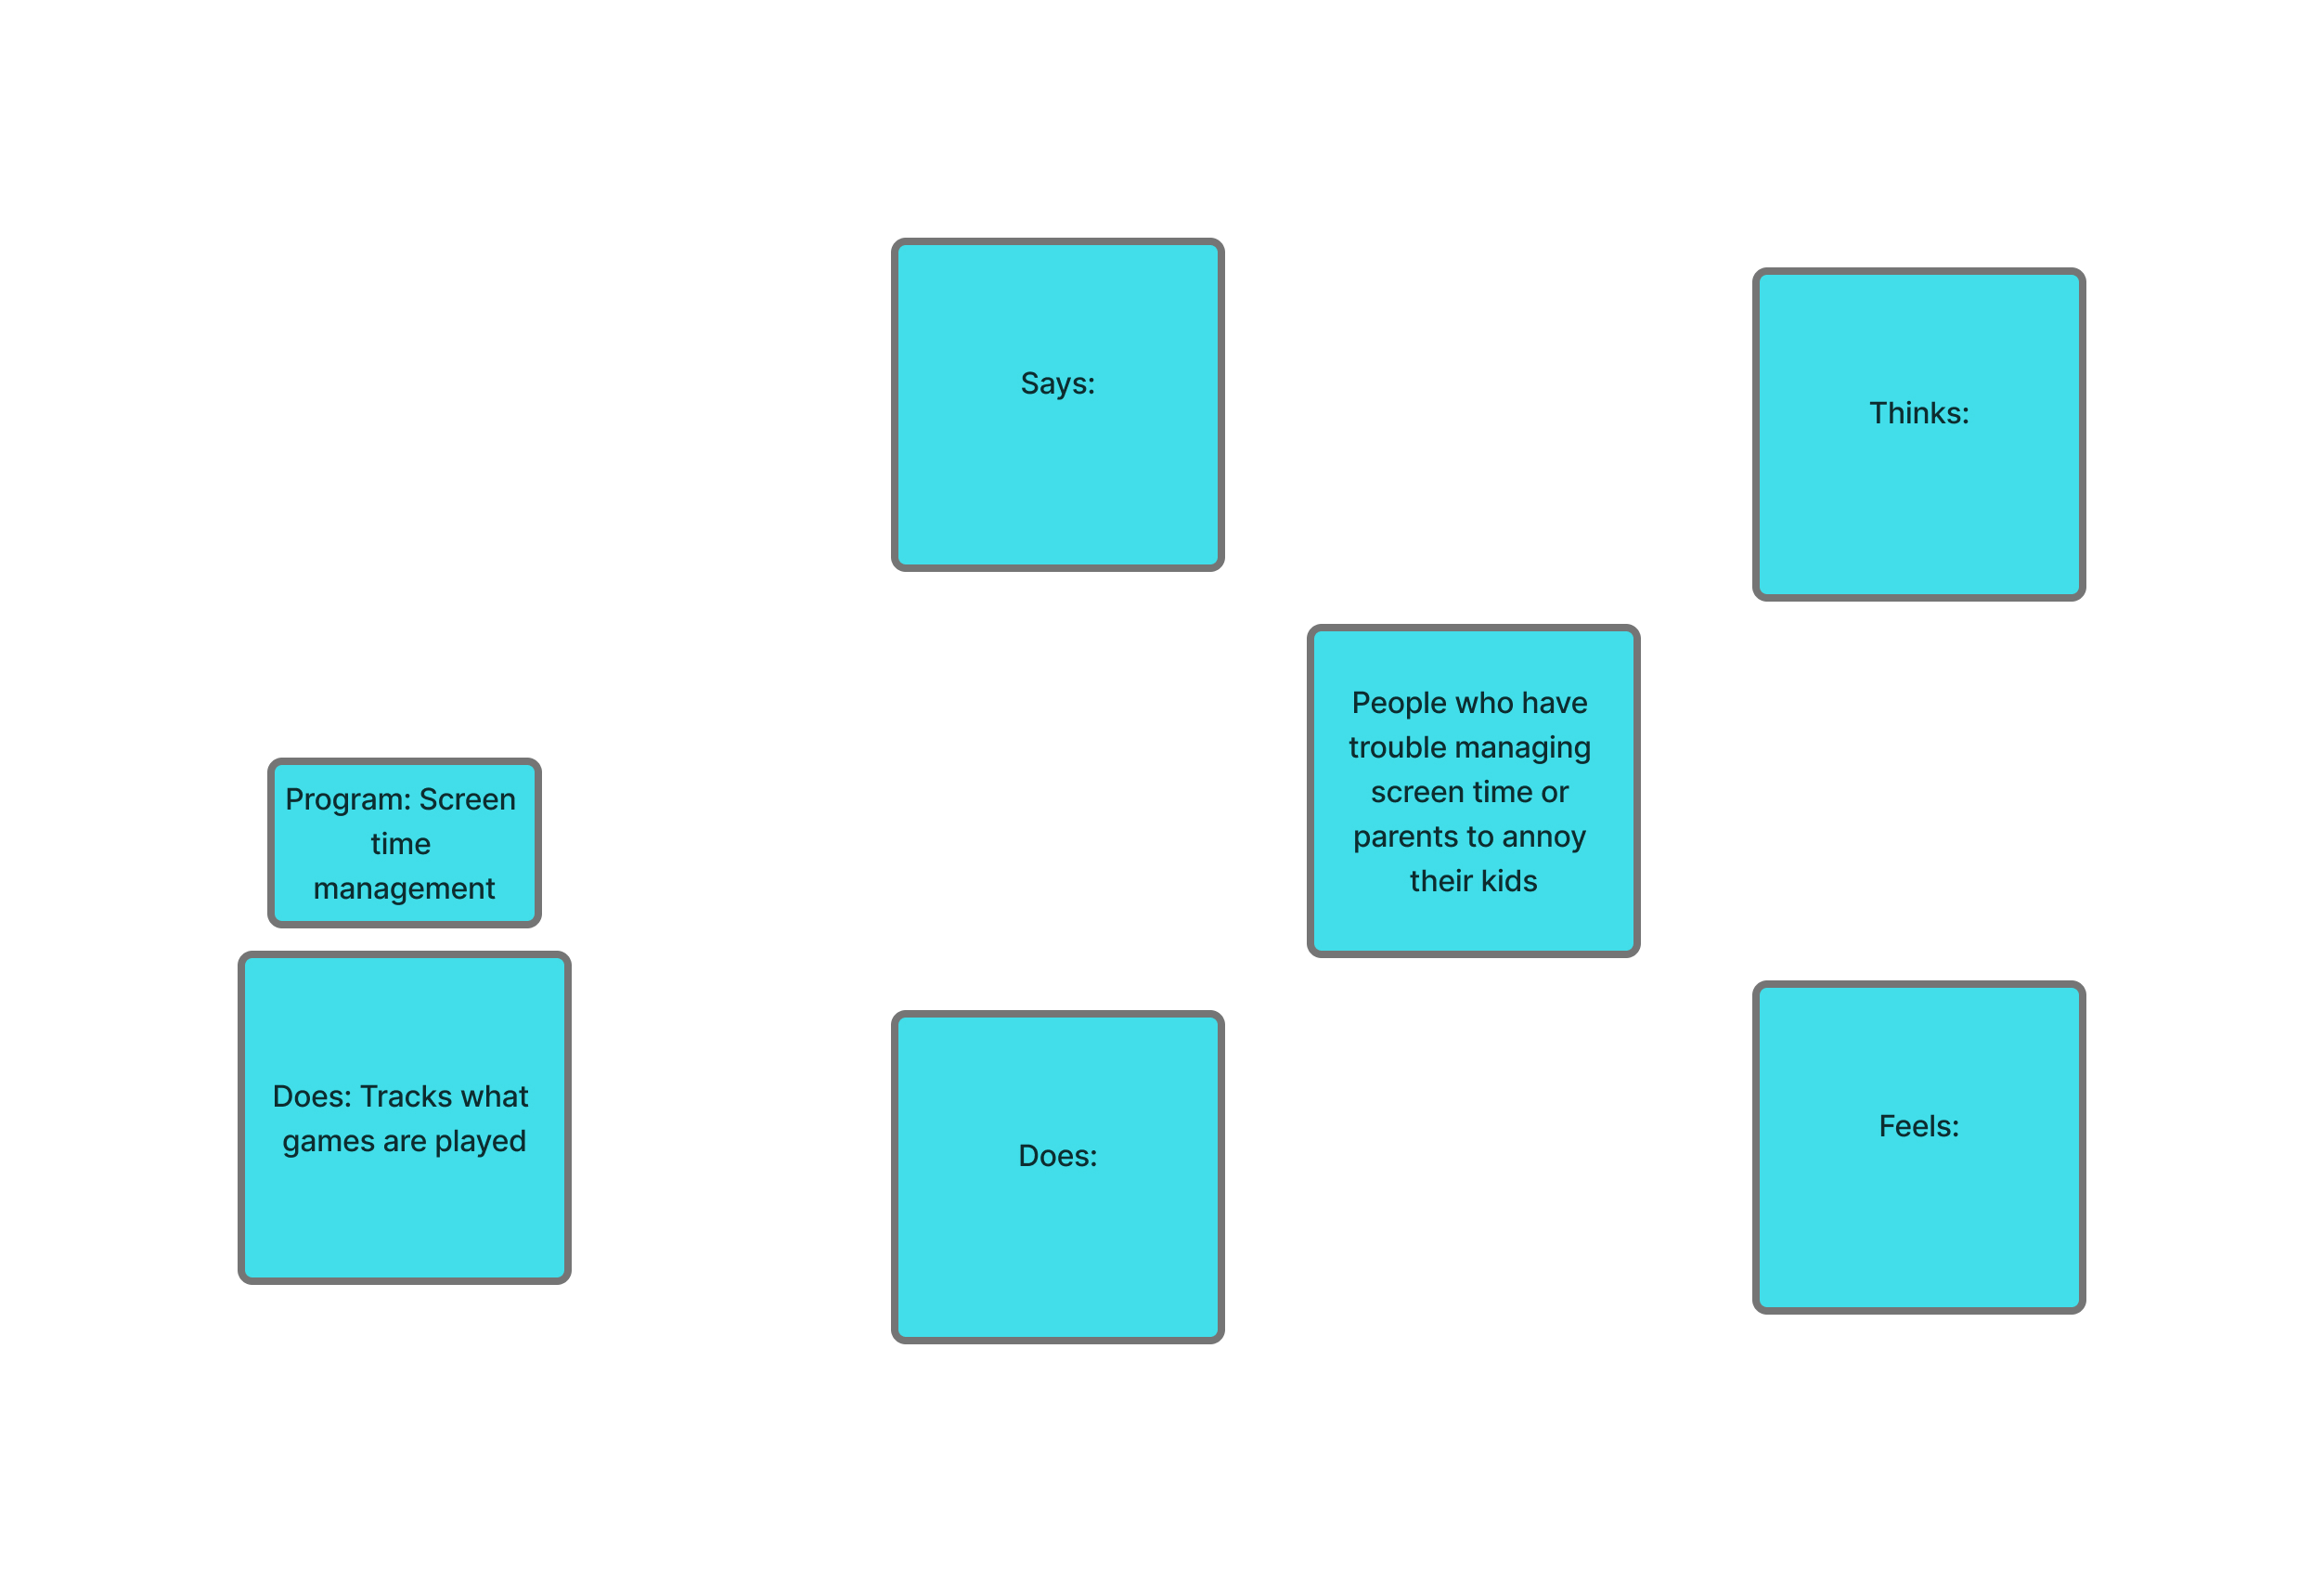 Says:
Thinks:
People who have
trouble managing
screen time or
parents to annoy
their kids
Program: Screen
time
management
Does: Tracks what
games are played
Does:
Feels: